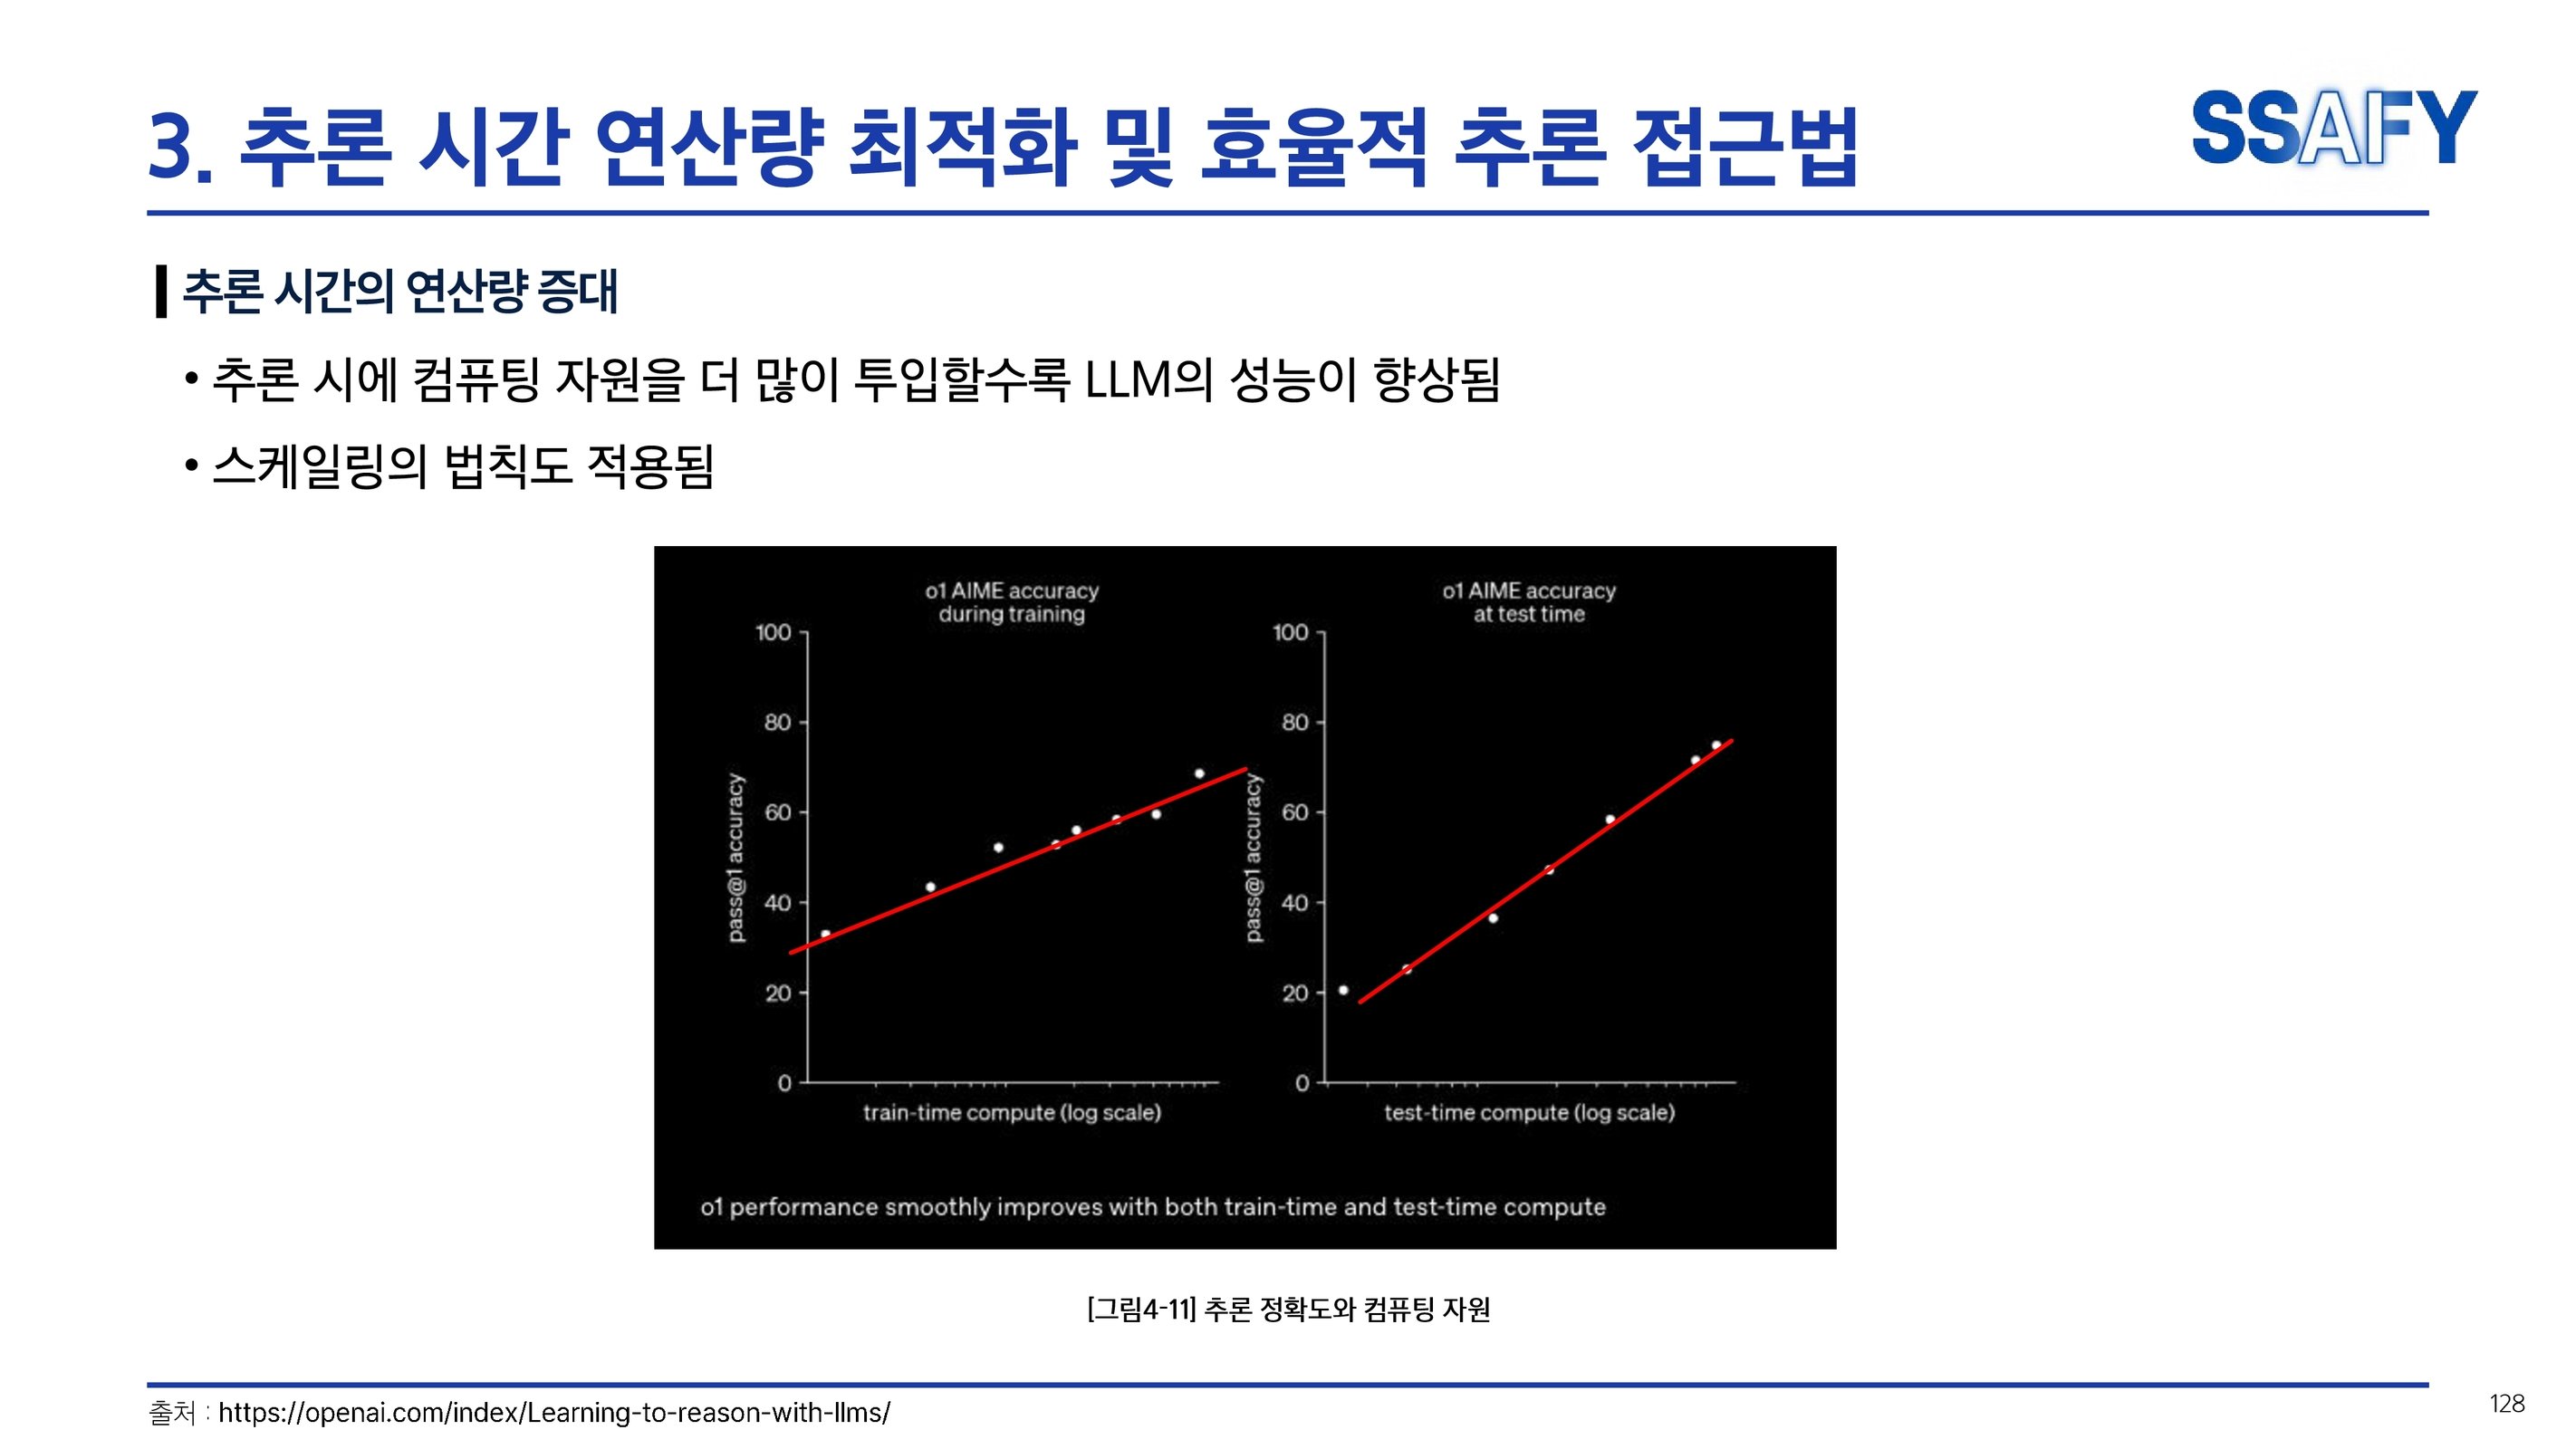 3. 추론 시간 연산량 최적화 및 효율적 추론 접근법
SSAFY
추론 시간의 연산량 증대
• 추론 시에 컴퓨팅 자원을 더 많이 투입할수록 LLM의 성능이 향상됨
• 스케일링의 법칙도 적용됨
o1 AIME accuracy
during training
100
80
60
40
20
0
pass@1 accuracy
train-time compute (log scale)
o1 AIME accuracy
at test time
100
80
60
40
20
0
pass@1 accuracy
test-time compute (log scale)
o1 performance smoothly improves with both train-time and test-time compute
[그림4-11] 추론 정확도와 컴퓨팅 자원
출처 : https://openai.com/index/Learning-to-reason-with-llms/
128